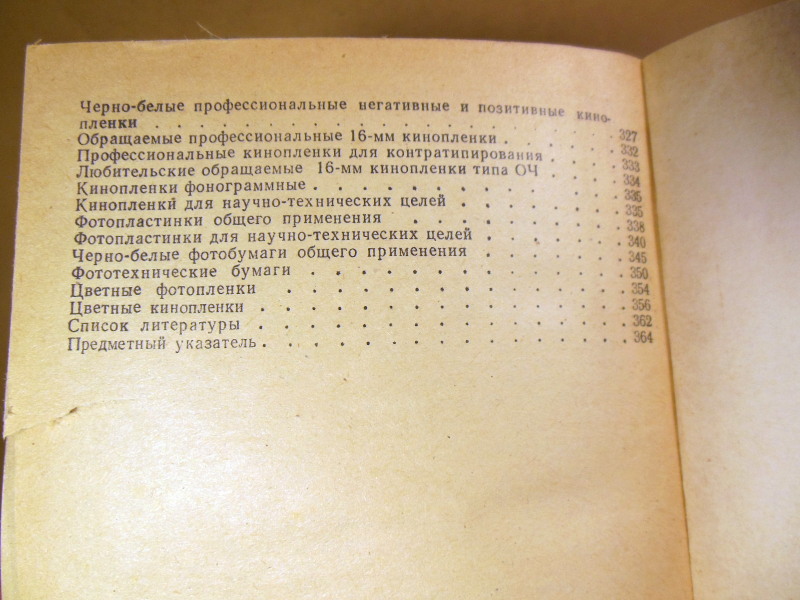 Черно-белые профессиональные негативные и позитивные кино-
пленки . . . . . . . . . . . . . . . . . . 327
Обращаемые профессиональные 16-мм кинопленки . . . . . 332
Профессиональные кинопленки для контратипирования . . . 333
Любительские обращаемые 16-мм кинопленки типа ОЧ . . . 334
Кинопленки фонограммные . . . . . . . . . . . 335
Кинопленки для научно-технических целей . . . . . . . 335
Фотопластинки общего применения . . . . . . . . 338
Фотопластинки для научно-технических целей . . . . . . 340
Черно-белые фотобумаги общего применения . . . . . . 345
Фототехнические бумаги . . . . . . . . . . . . 350
Цветные фотопленки . . . . . . . . . . . . . 354
Цветные кинопленки . . . . . . . . . . . . . . 356
Список литературы . . . . . . . . . . . . . . 362
Предметный указатель . . . . . . . . . . . . . . 364